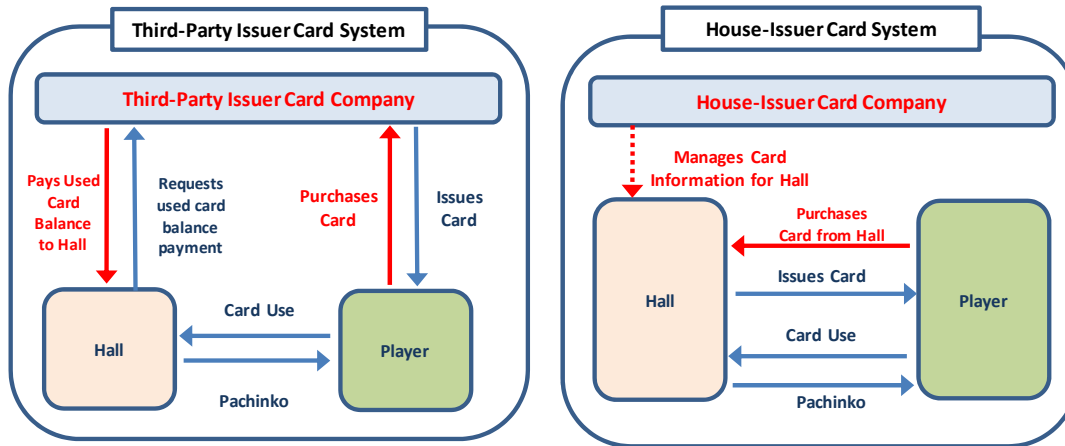 Third-Party Issuer Card System
Third-Party Issuer Card Company
Pays Used
Card
Balance
to Hall
Requests
used card
balance
payment
Purchases
Card
Issues
Card
Hall
Card Use
Player
Pachinko
House-Issuer Card System
House-Issuer Card Company
Manages Card
Information for Hall
Purchases
Card from Hall
Issues Card
Hall
Player
Card Use
Pachinko